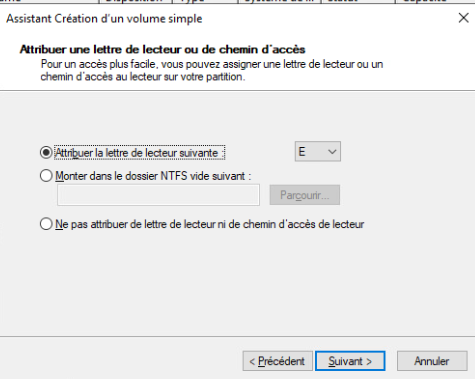 Assistant Création d'un volume simple
Attribuer une lettre de lecteur ou de chemin d'accès
Pour un accès plus facile, vous pouvez assigner une lettre de lecteur ou un
chemin d'accès au lecteur sur votre partition.
Attribuer la lettre de lecteur suivante : E
Monter dans le dossier NTFS vide suivant :
Parcourir...
Ne pas attribuer de lettre de lecteur ni de chemin d'accès de lecteur
< Précédent Suivant > Annuler